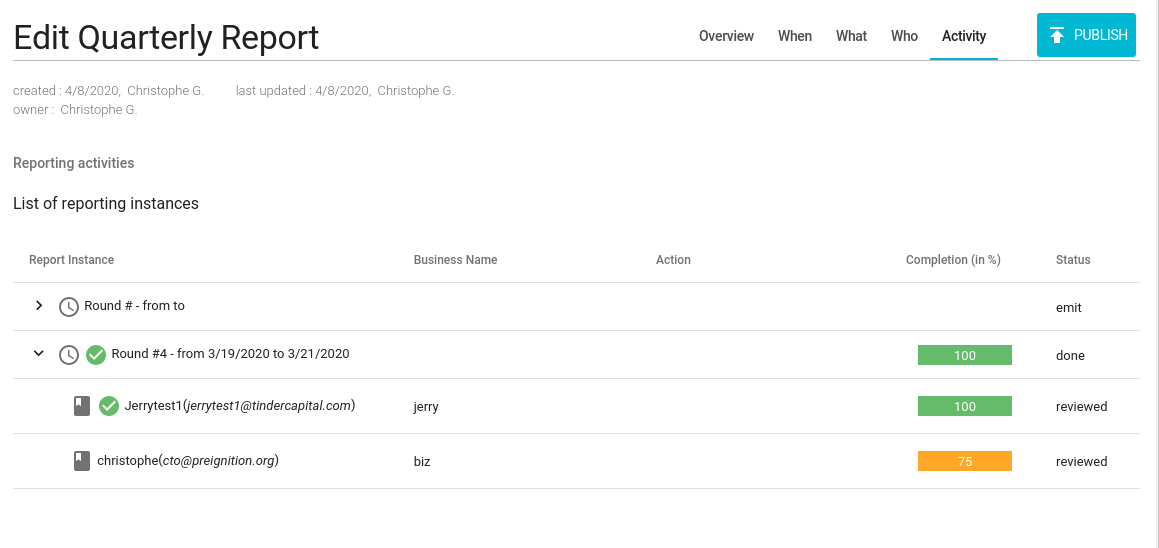 Edit Quarterly Report
Overview When What Who Activity PUBLISH
created : 4/8/2020, Christophe G. last updated : 4/8/2020, Christophe G.
owner : Christophe G.
Reporting activities
List of reporting instances
Report Instance Business Name Action Completion (in %) Status
Round # - from to emit
Round #4 - from 3/19/2020 to 3/21/2020 100 done
Jerrytest1(jerrytest1@tindercapital.com) jerry 100 reviewed
christophe(cto@preignition.org) biz 75 reviewed